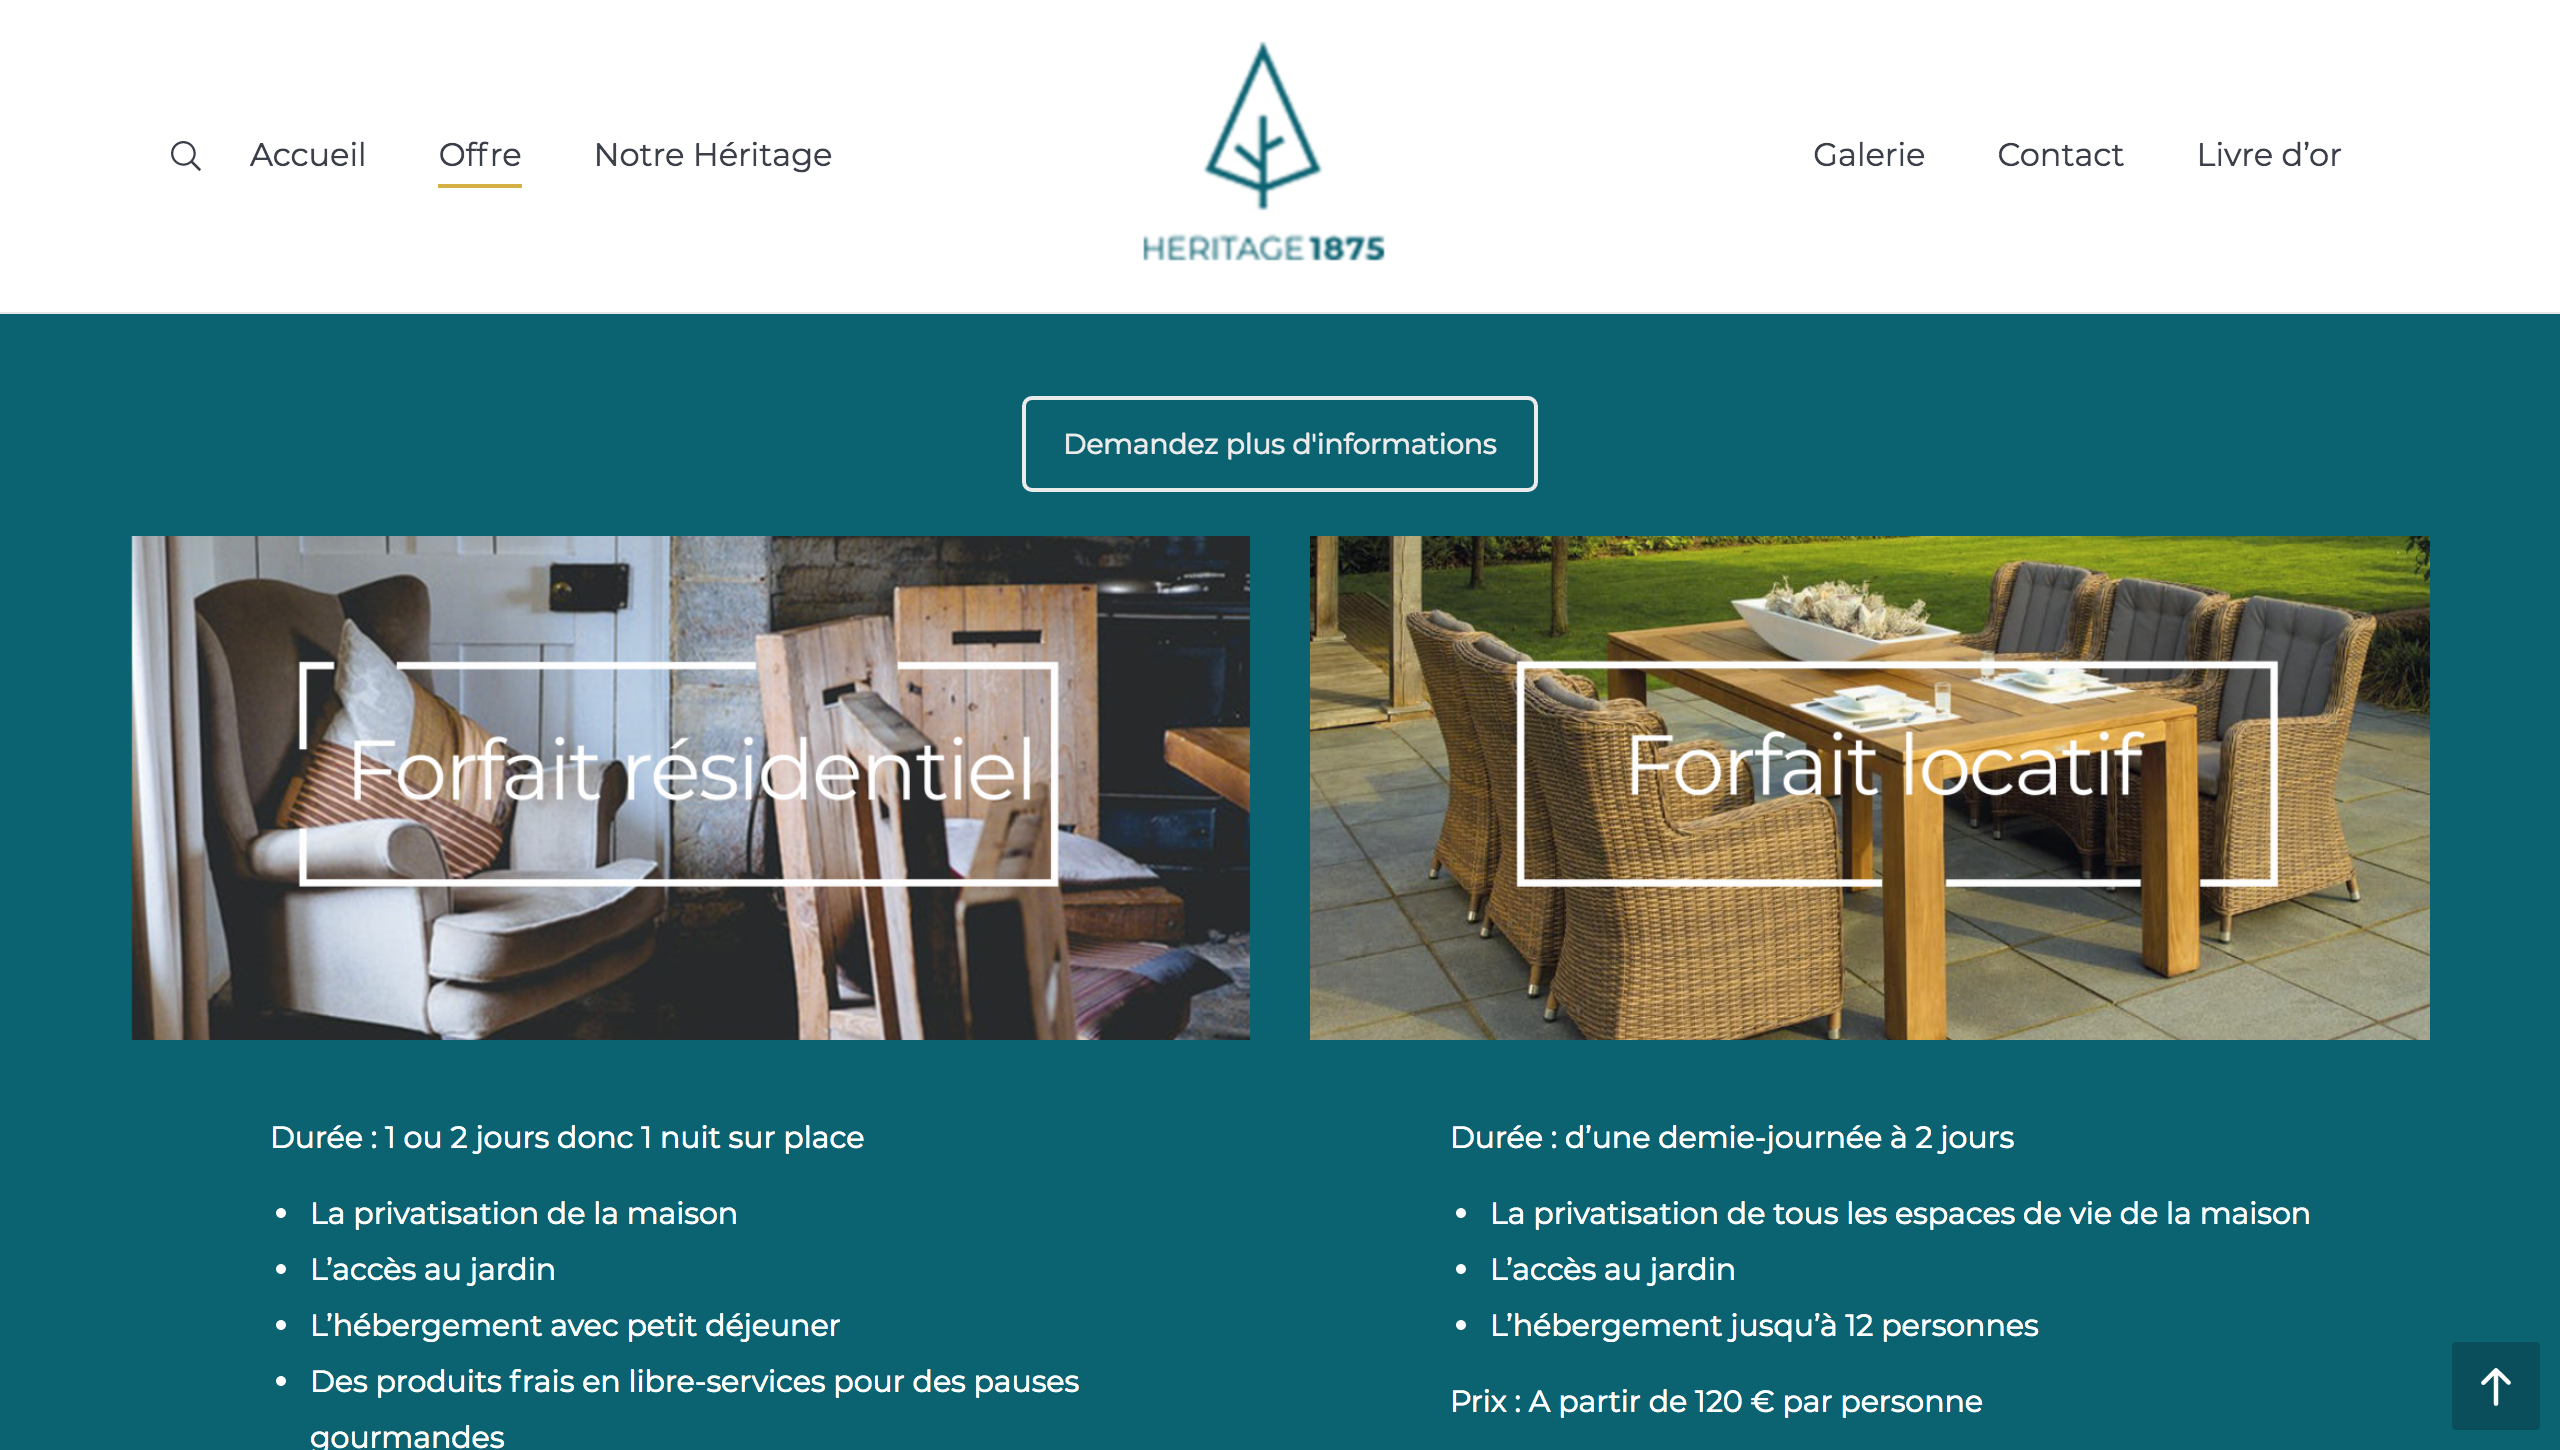 Accueil
Offre
Notre Héritage
HERITAGE 1875
Galerie
Contact
Livre d’or
Demandez plus d'informations
Forfait résidentiel
Forfait locatif
Durée : 1 ou 2 jours donc 1 nuit sur place
La privatisation de la maison
L’accès au jardin
L’hébergement avec petit déjeuner
Des produits frais en libre-services pour des pauses
gourmandes
Durée : d’une demie-journée à 2 jours
La privatisation de tous les espaces de vie de la maison
L’accès au jardin
L’hébergement jusqu’à 12 personnes
Prix : A partir de 120 € par personne